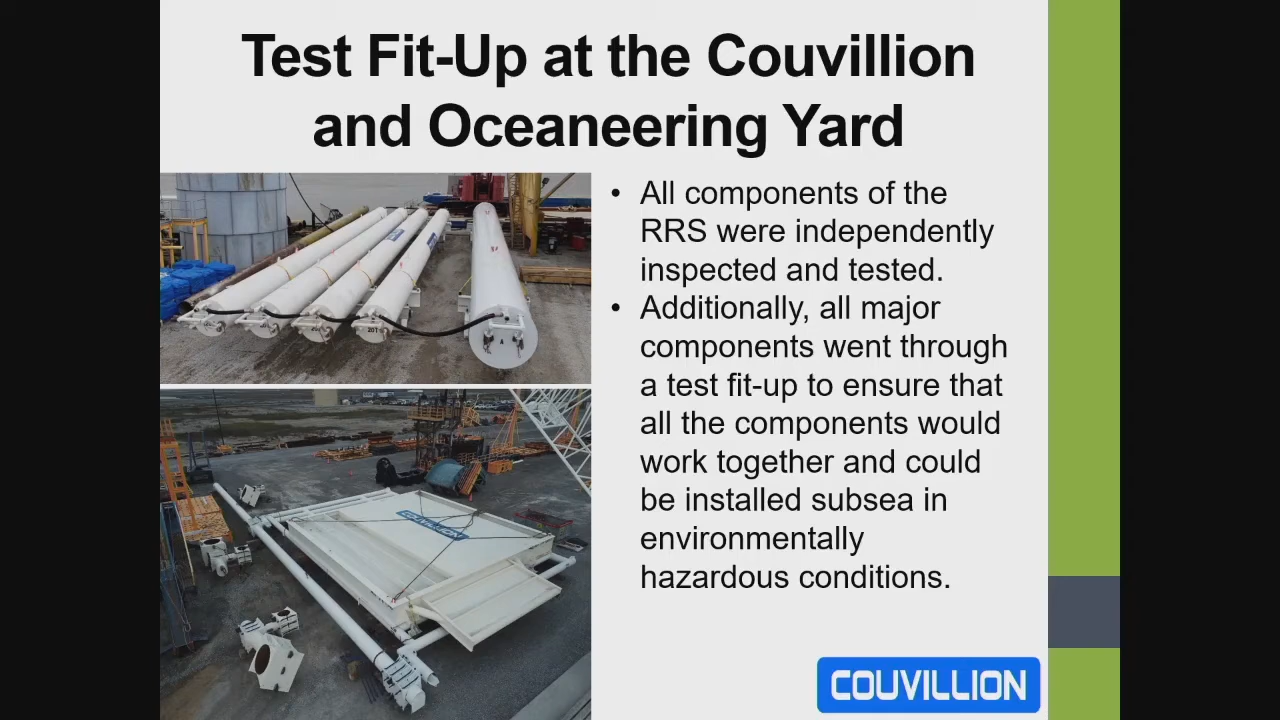 Test Fit-Up at the Couvillion
and Oceaneering Yard
• All components of the
RRS were independently
inspected and tested.
• Additionally, all major
components went through
a test fit-up to ensure that
all the components would
work together and could
be installed subsea in
environmentally
hazardous conditions.
COUVILLION
COUVILLION